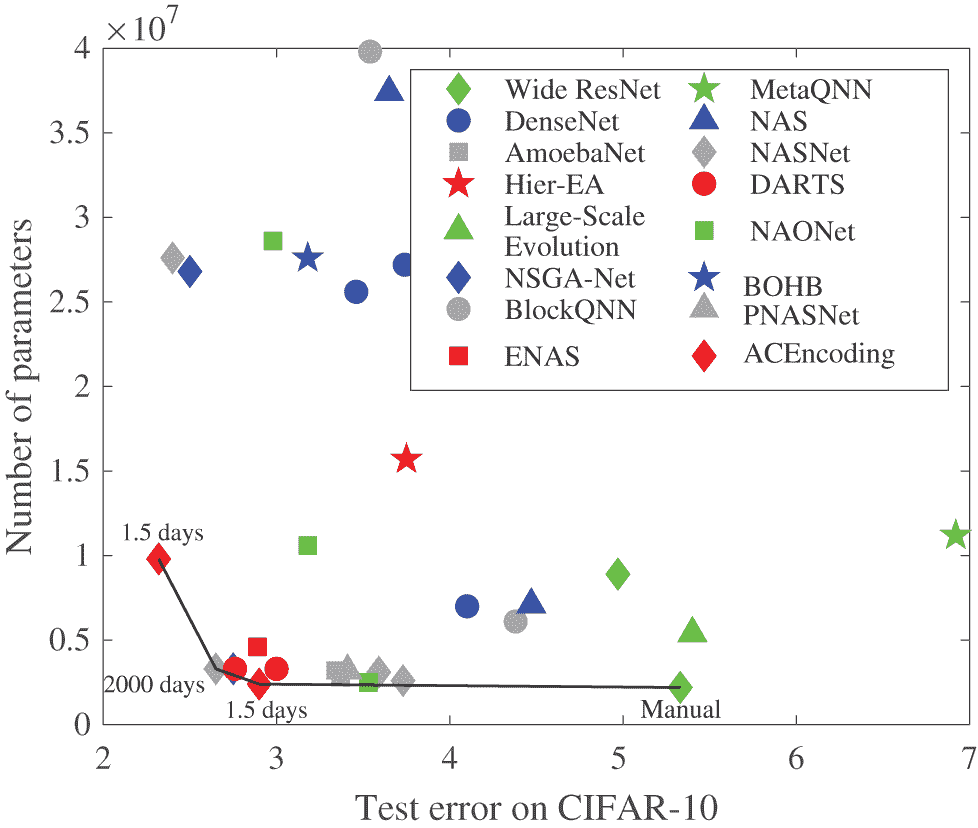 ×10⁷
4
3.5
3
2.5
2
1.5
1
0.5
0
Number of parameters
Wide ResNet
DenseNet
AmoebaNet
Hier-EA
Large-Scale
Evolution
NSGA-Net
BlockQNN
ENAS
MetaQNN
NAS
NASNet
DARTS
NAONet
BOHB
PNASNet
ACEncoding
1.5 days
2000 days
1.5 days
Manual
2 3 4 5 6 7
Test error on CIFAR-10